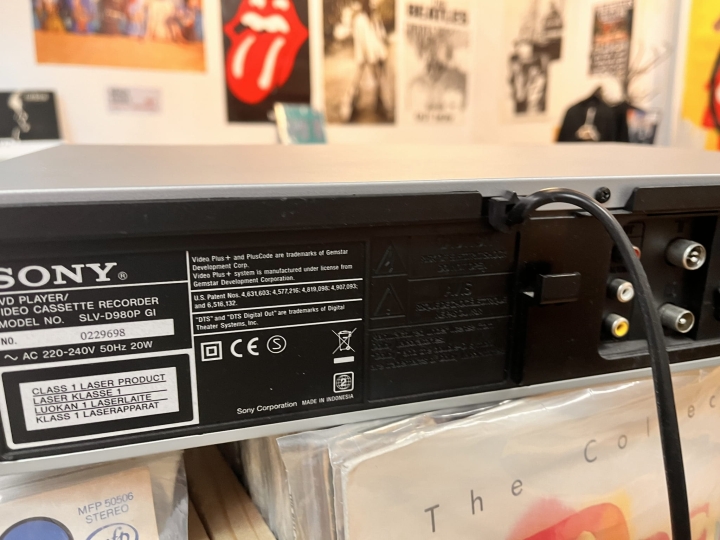 BEATLES
SONY®
VD PLAYER/
VIDEO CASSETTE RECORDER
MODEL NO. SLV-D980P GI
NO. 0229698
~ AC 220-240V 50Hz 20W
CLASS 1 LASER PRODUCT
LASER KLASSE 1
LUOKAN 1 LASERLAITE
KLASS 1 LASERAPPARAT
Video Plus+ and PlusCode are trademarks of Gemstar
Development Corp.
Video Plus+ system is manufactured under license from
Gemstar Development Corporation.
U.S. Patent Nos. 4,631,603; 4,577,216; 4,819,098; 4,907,093;
and 6,516,132.
"DTS" and "DTS Digital Out" are trademarks of Digital
Theater Systems, Inc.
CE S
Sony Corporation MADE IN INDONESIA
MFP 50506
STEREO
mfp
The Collec